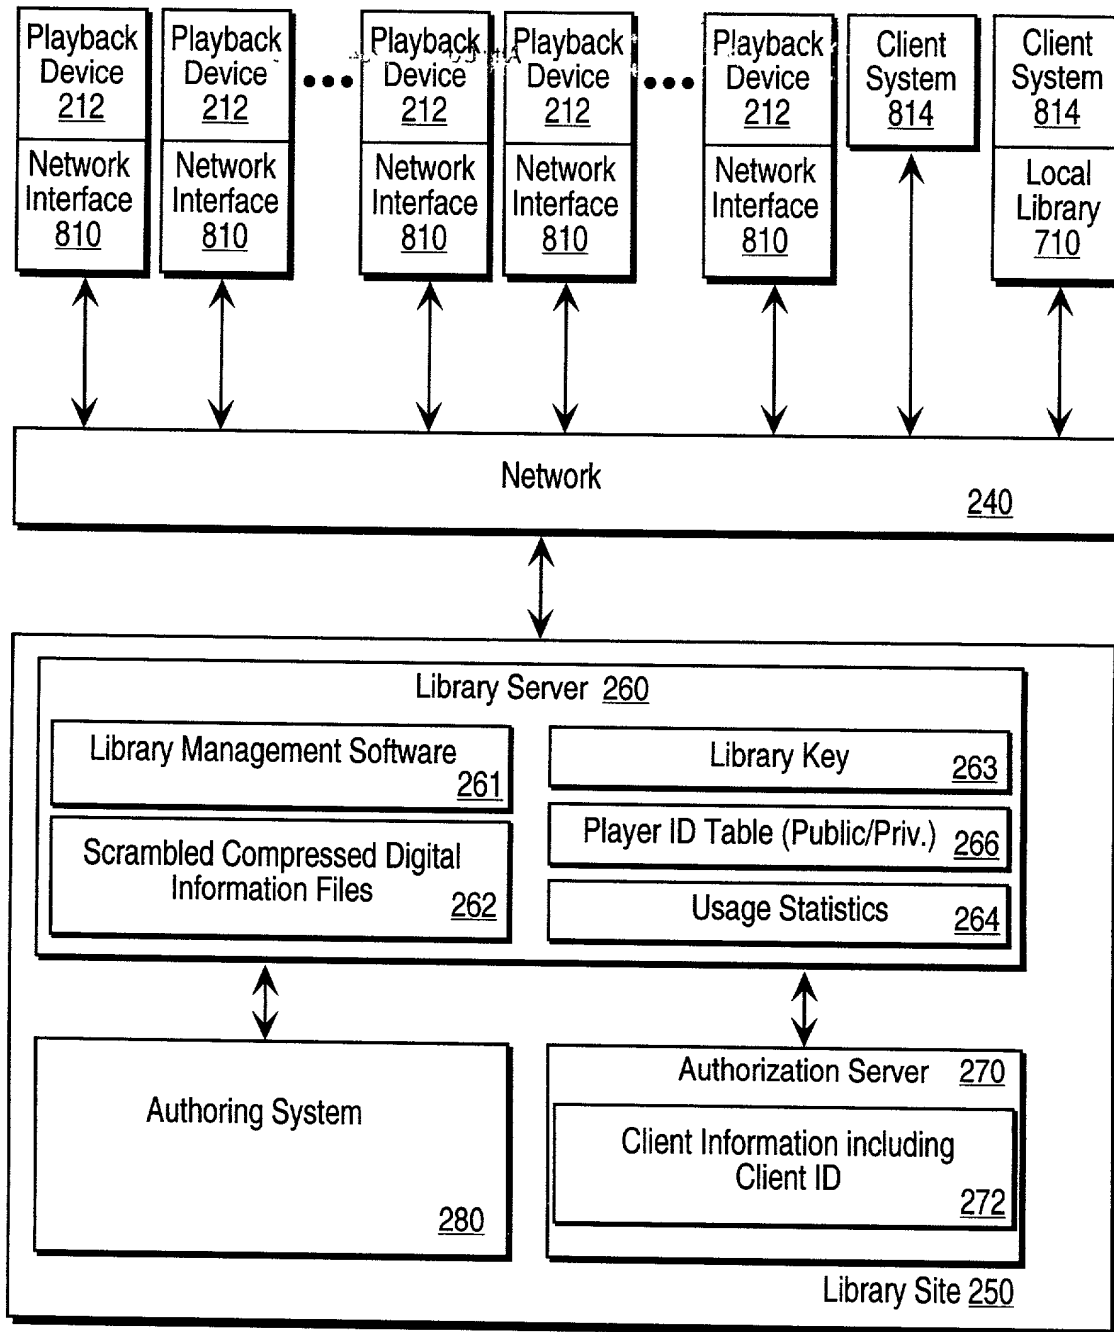 Playback
Device
212
Network
Interface
810
Playback
Device
212
Network
Interface
810
Playback
Device
212
Network
Interface
810
Playback
Device
212
Network
Interface
810
Playback
Device
212
Network
Interface
810
Client
System
814
Client
System
814
Local
Library
710
Network
240
Library Server 260
Library Management Software
261
Scrambled Compressed Digital
Information Files
262
Library Key
263
Player ID Table (Public/Priv.)
266
Usage Statistics
264
Authoring System
280
Authorization Server 270
Client Information including
Client ID
272
Library Site 250